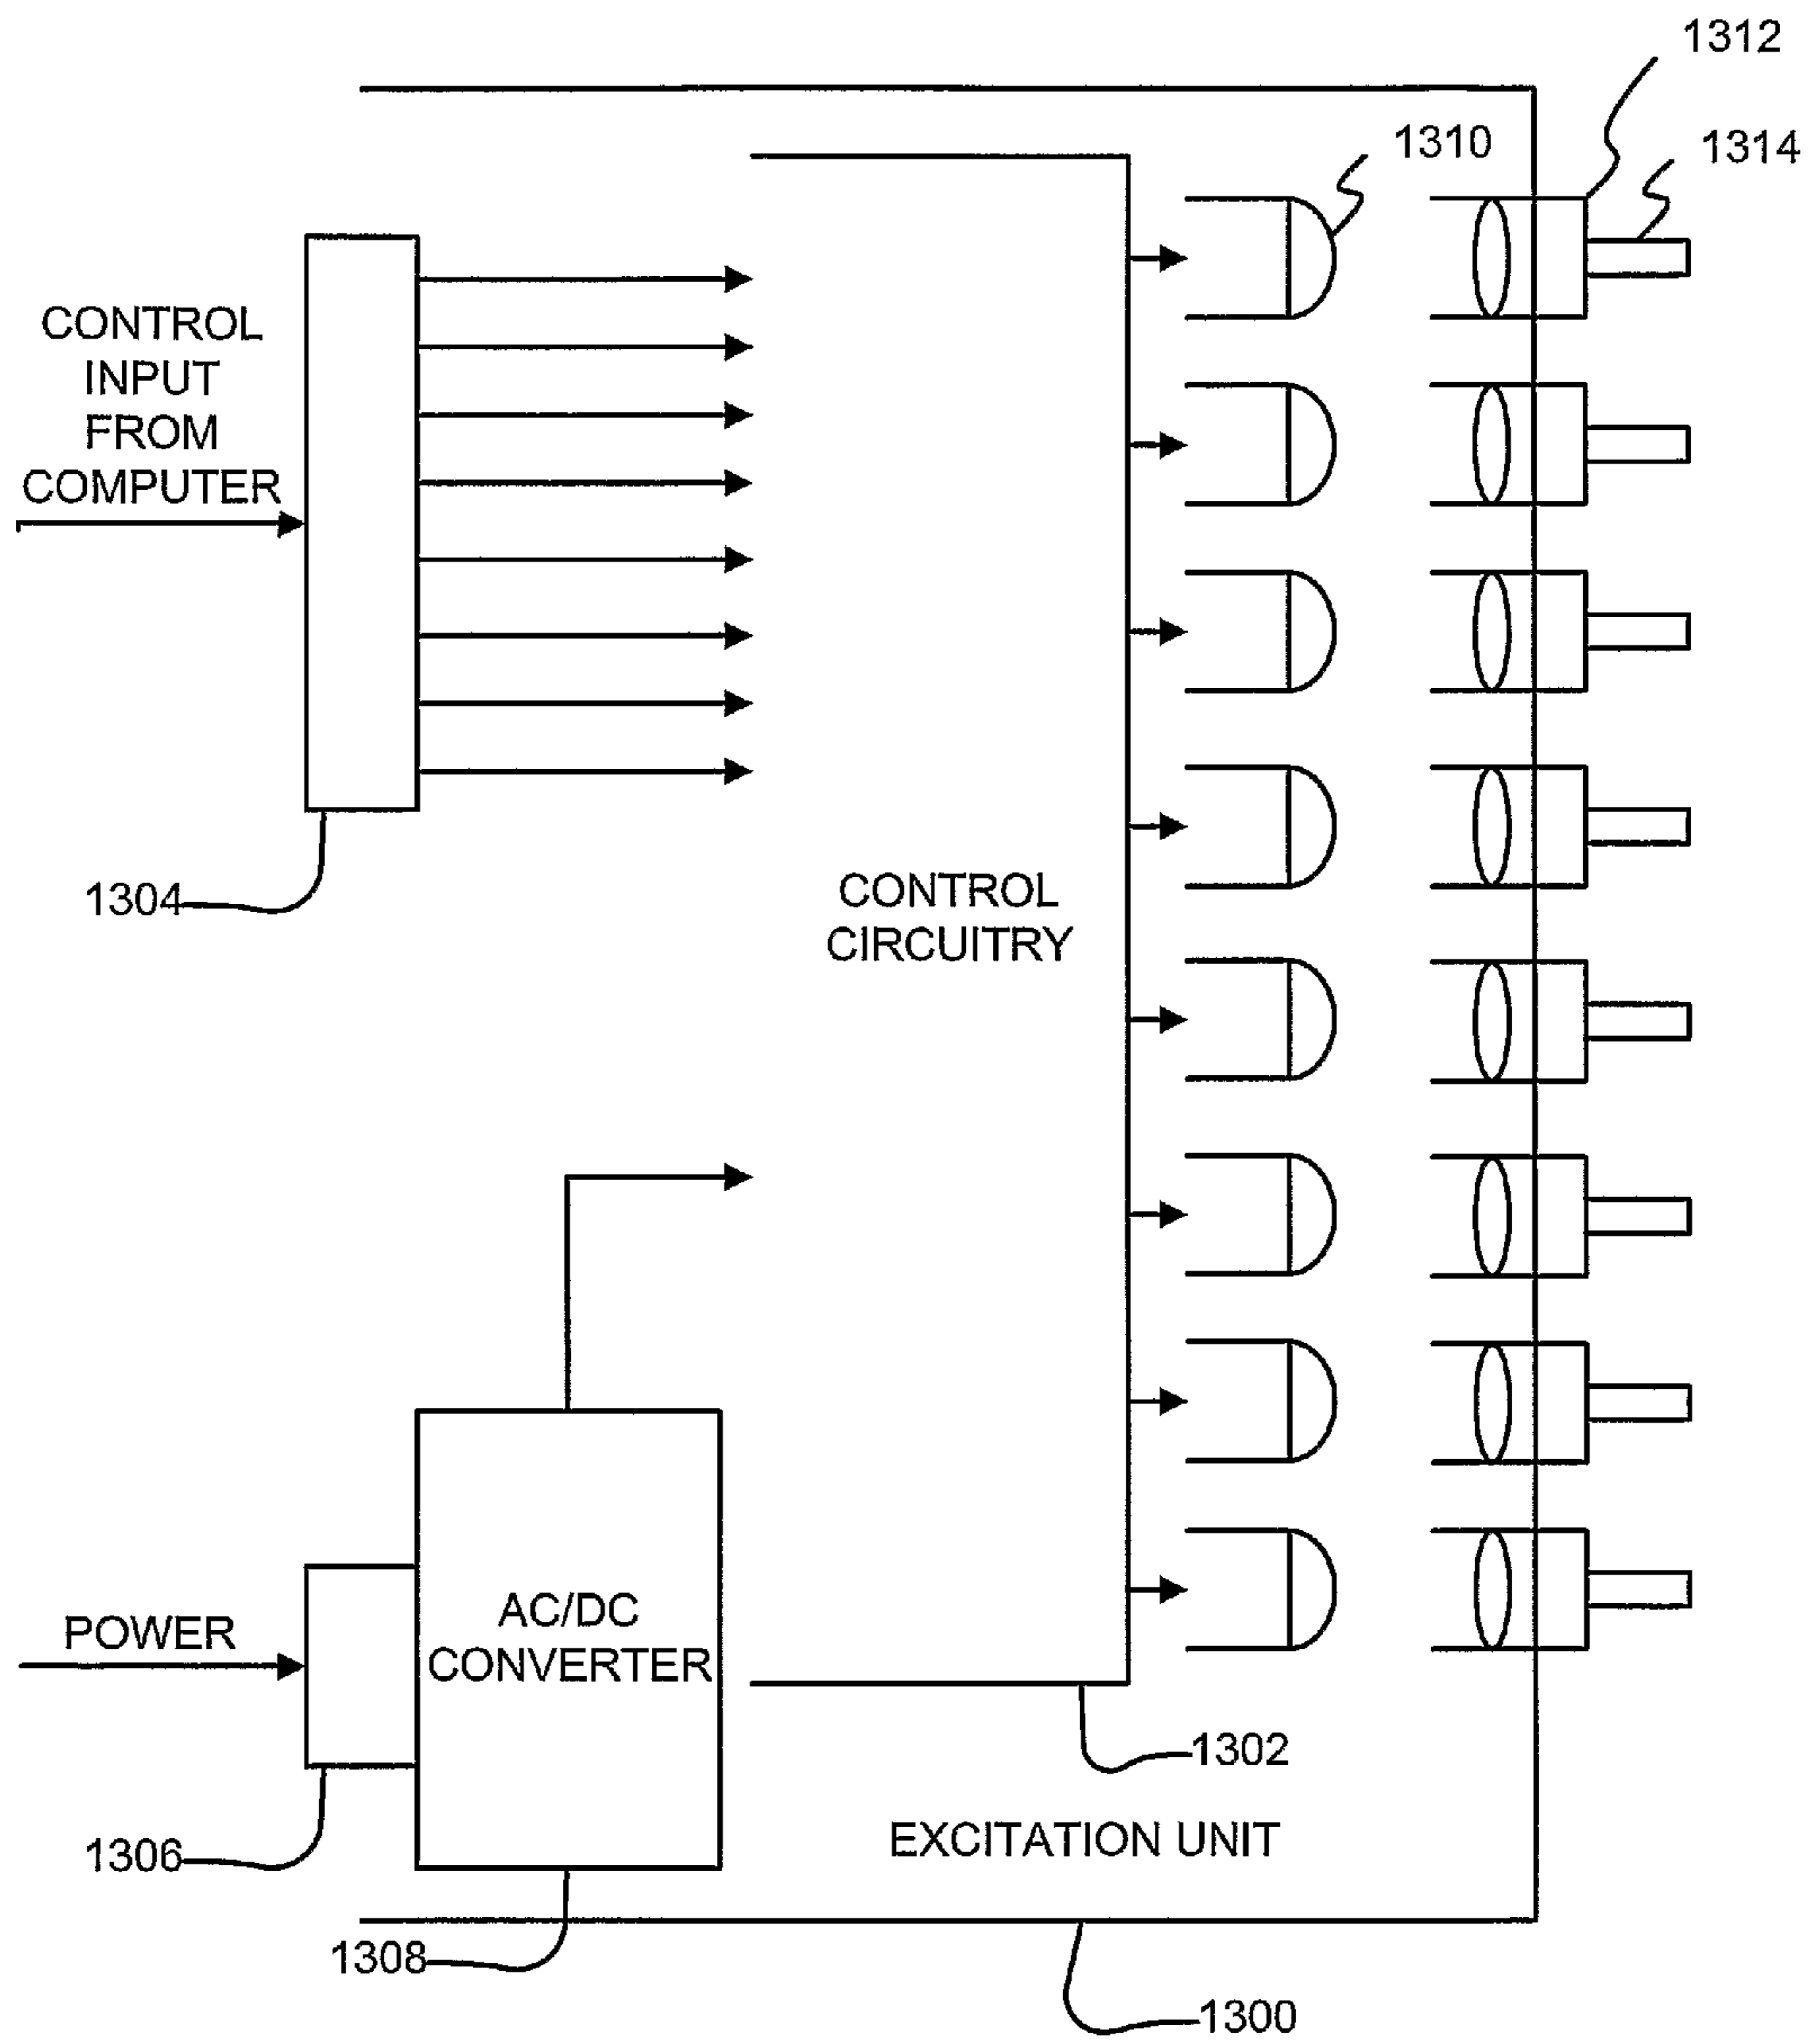 1312
1310
1314
CONTROL
INPUT
FROM
COMPUTER
1304
CONTROL
CIRCUITRY
POWER
AC/DC
CONVERTER
1302
EXCITATION UNIT
1306
1308
1300